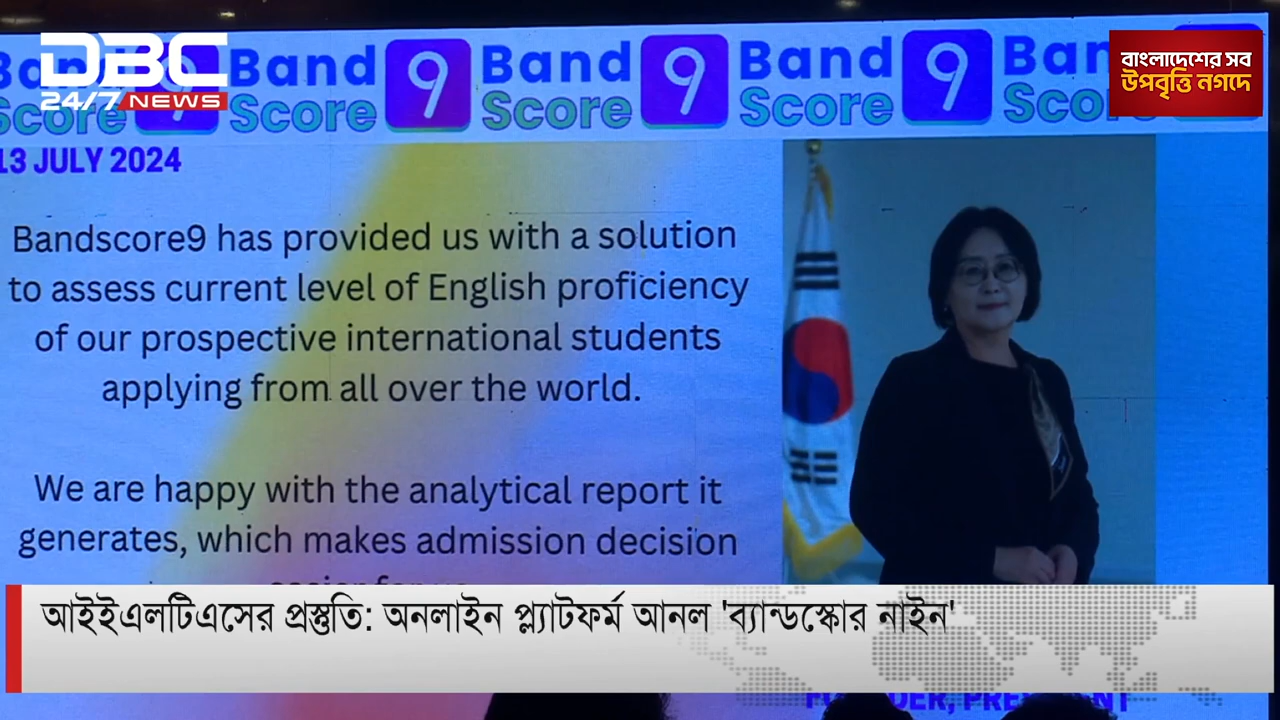 Band Score 9 Band Score 9 Band Score 9 Band Score 9
DBC
24/7 NEWS
বাংলাদেশের সব
উপবৃত্তি নগদে
13 JULY 2024
Bandscore9 has provided us with a solution
to assess current level of English proficiency
of our prospective international students
applying from all over the world.
We are happy with the analytical report it
generates, which makes admission decision
আইইএলটিএসের প্রস্তুতি: অনলাইন প্ল্যাটফর্ম আনল 'ব্যান্ডস্কোর নাইন'